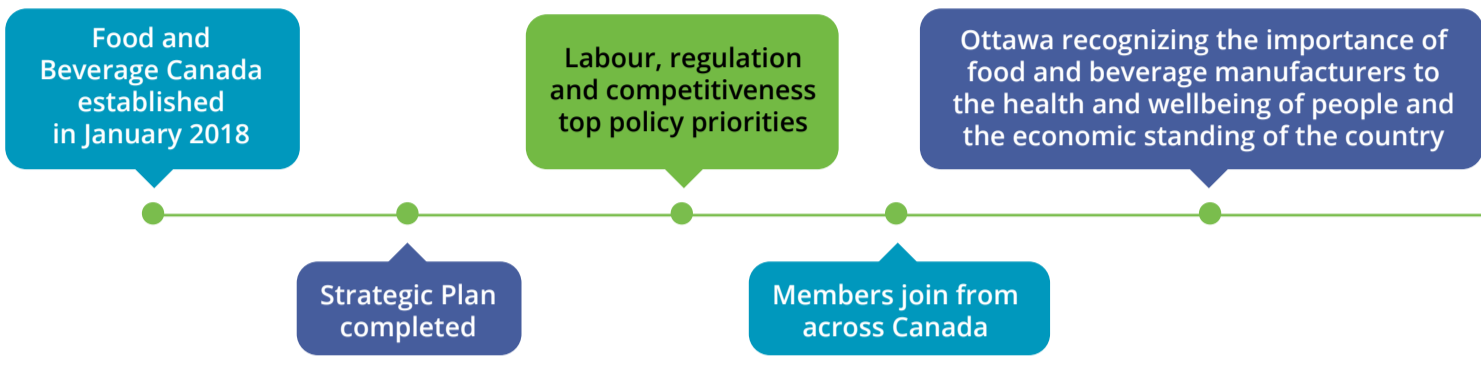 Food and
Beverage Canada
established
in January 2018
Strategic Plan
completed
Labour, regulation
and competitiveness
top policy priorities
Members join from
across Canada
Ottawa recognizing the importance of
food and beverage manufacturers to
the health and wellbeing of people and
the economic standing of the country